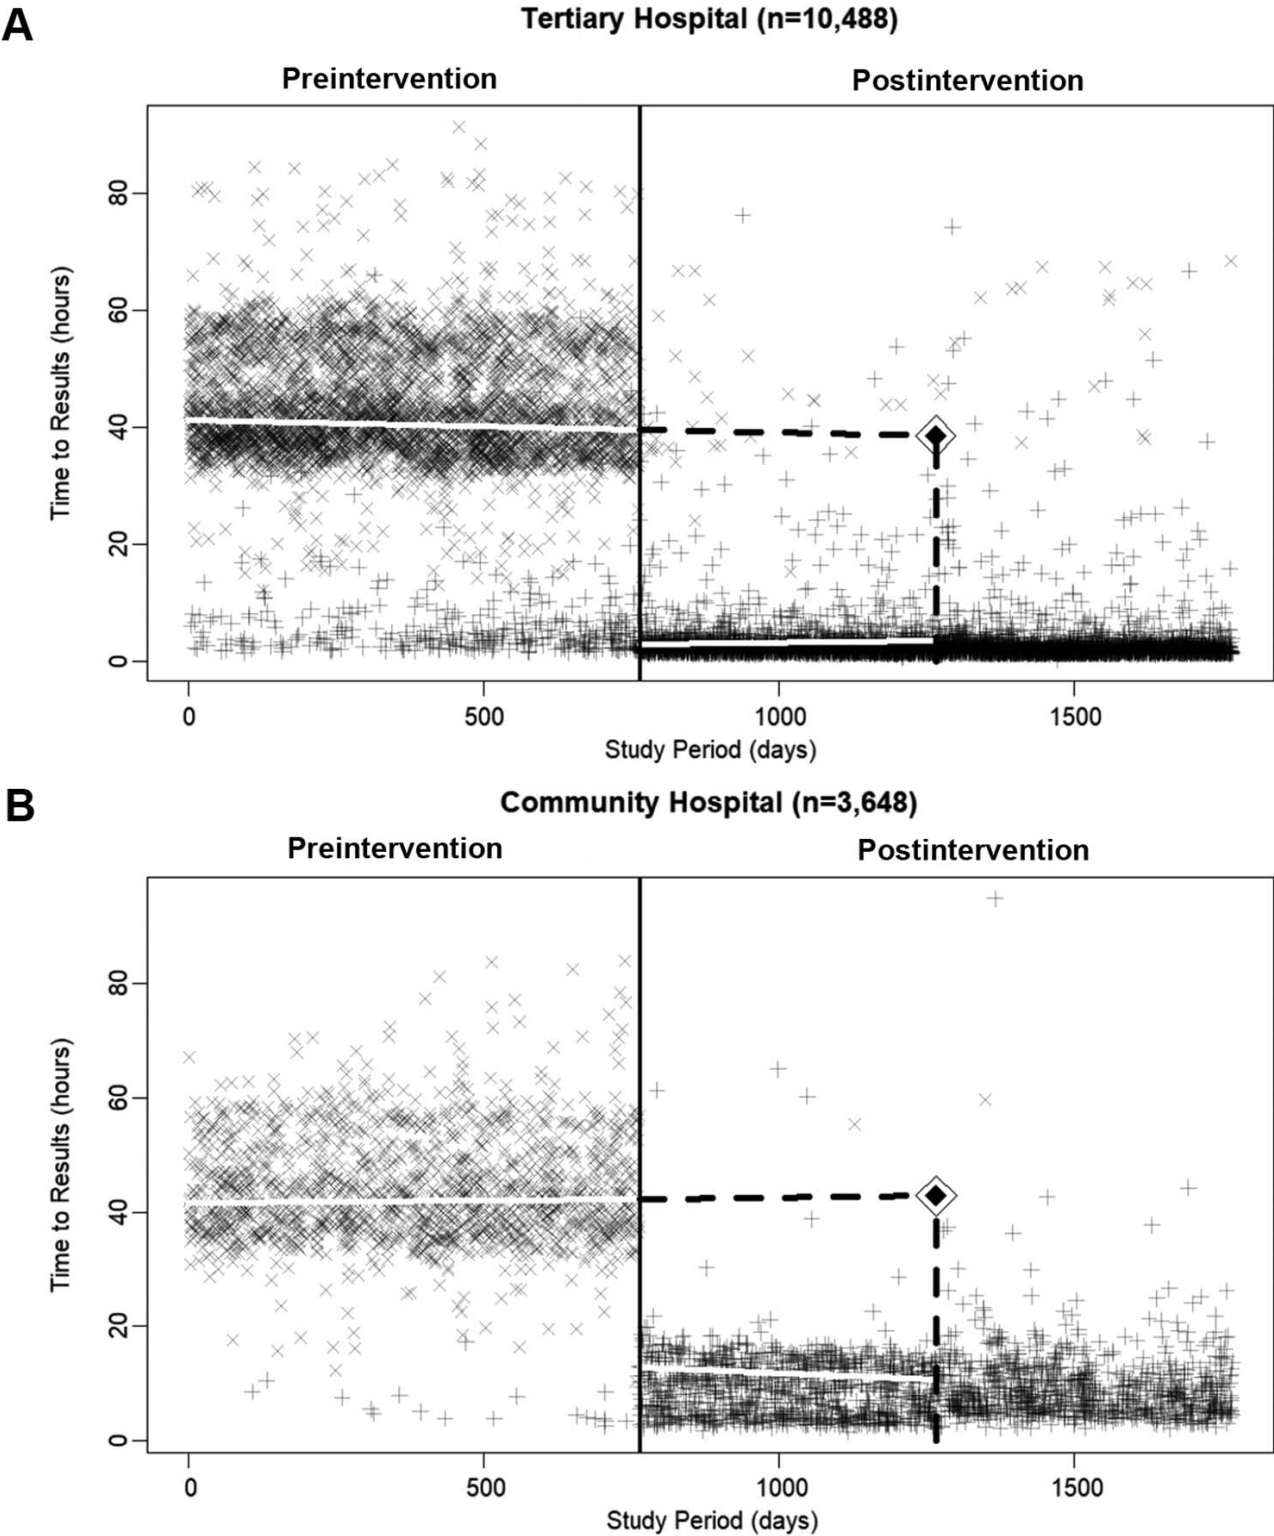 A
Tertiary Hospital (n=10,488)
Preintervention
Postintervention
80
60
40
20
0
Time to Results (hours)
0
500
1000
1500
Study Period (days)
B
Community Hospital (n=3,648)
Preintervention
Postintervention
80
60
40
20
0
Time to Results (hours)
0
500
1000
1500
Study Period (days)